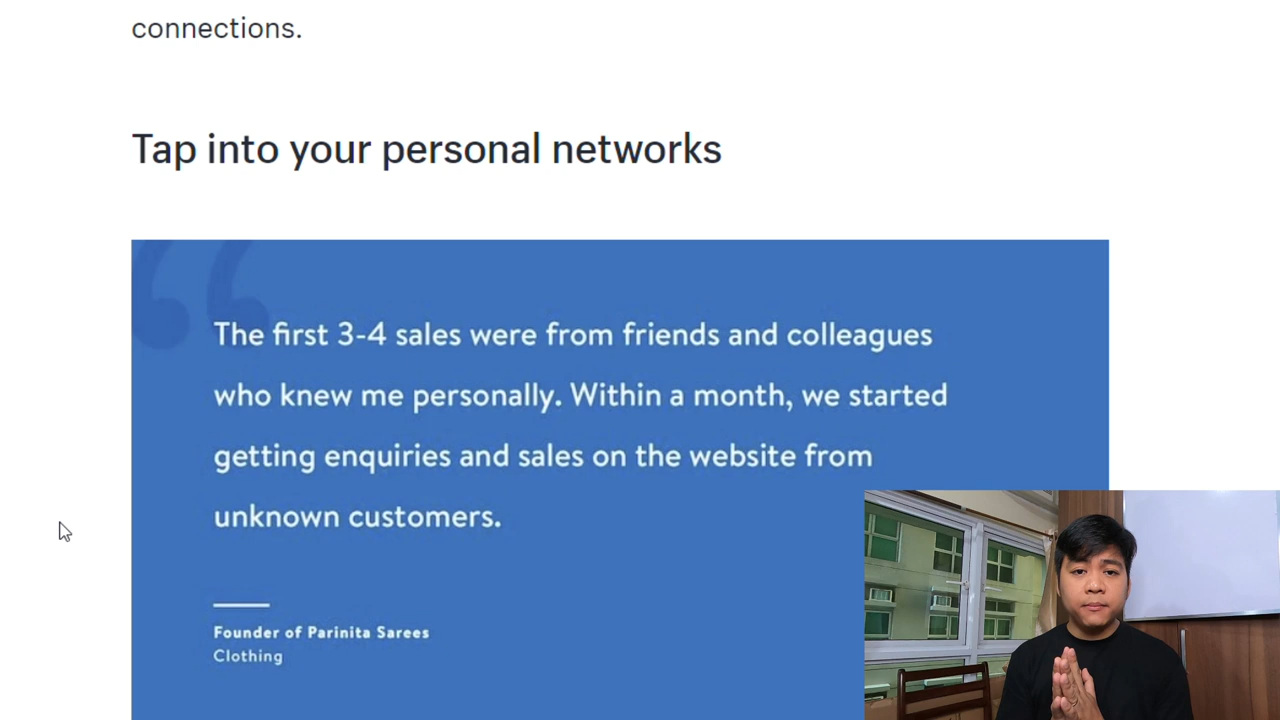 connections.
Tap into your personal networks
The first 3-4 sales were from friends and colleagues
who knew me personally. Within a month, we started
getting enquiries and sales on the website from
unknown customers.
Founder of Parinita Sarees
Clothing